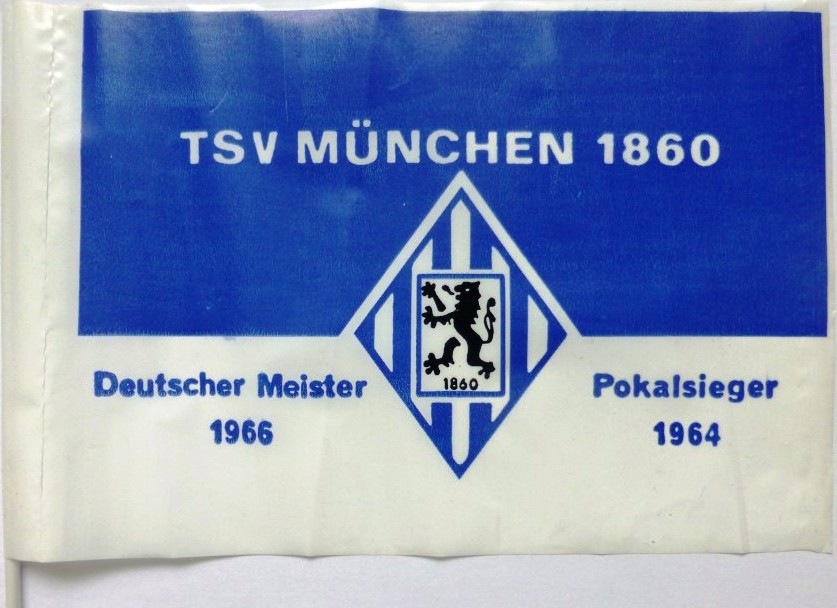 TSV MÜNCHEN 1860
1860
Deutscher Meister
1966
Pokalsieger
1964